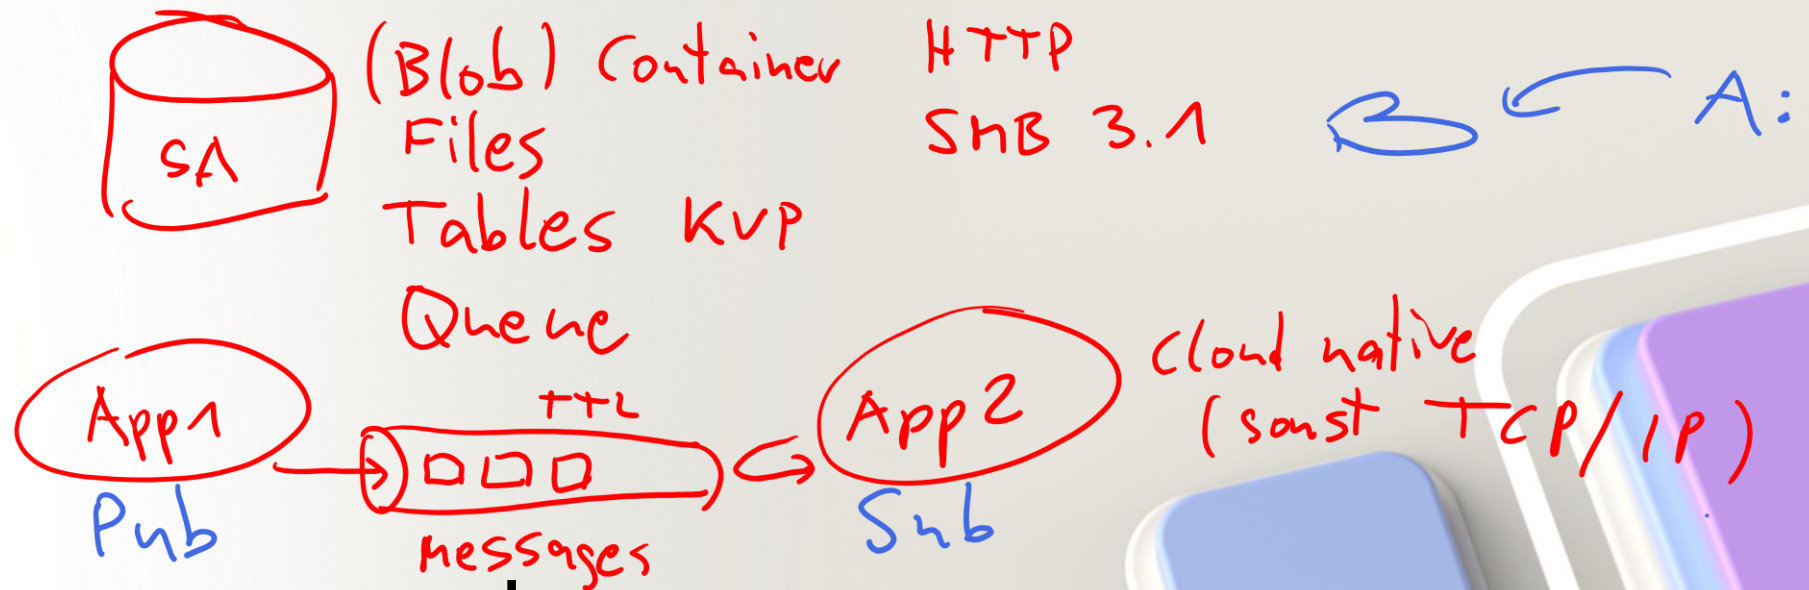 (Blob) Container HTTP
SA Files SMB 3.1 A:
Tables KVP
Queue
App1 TTL App2 Cloud native
(sonst TCP/IP)
Pub Sub
Messages